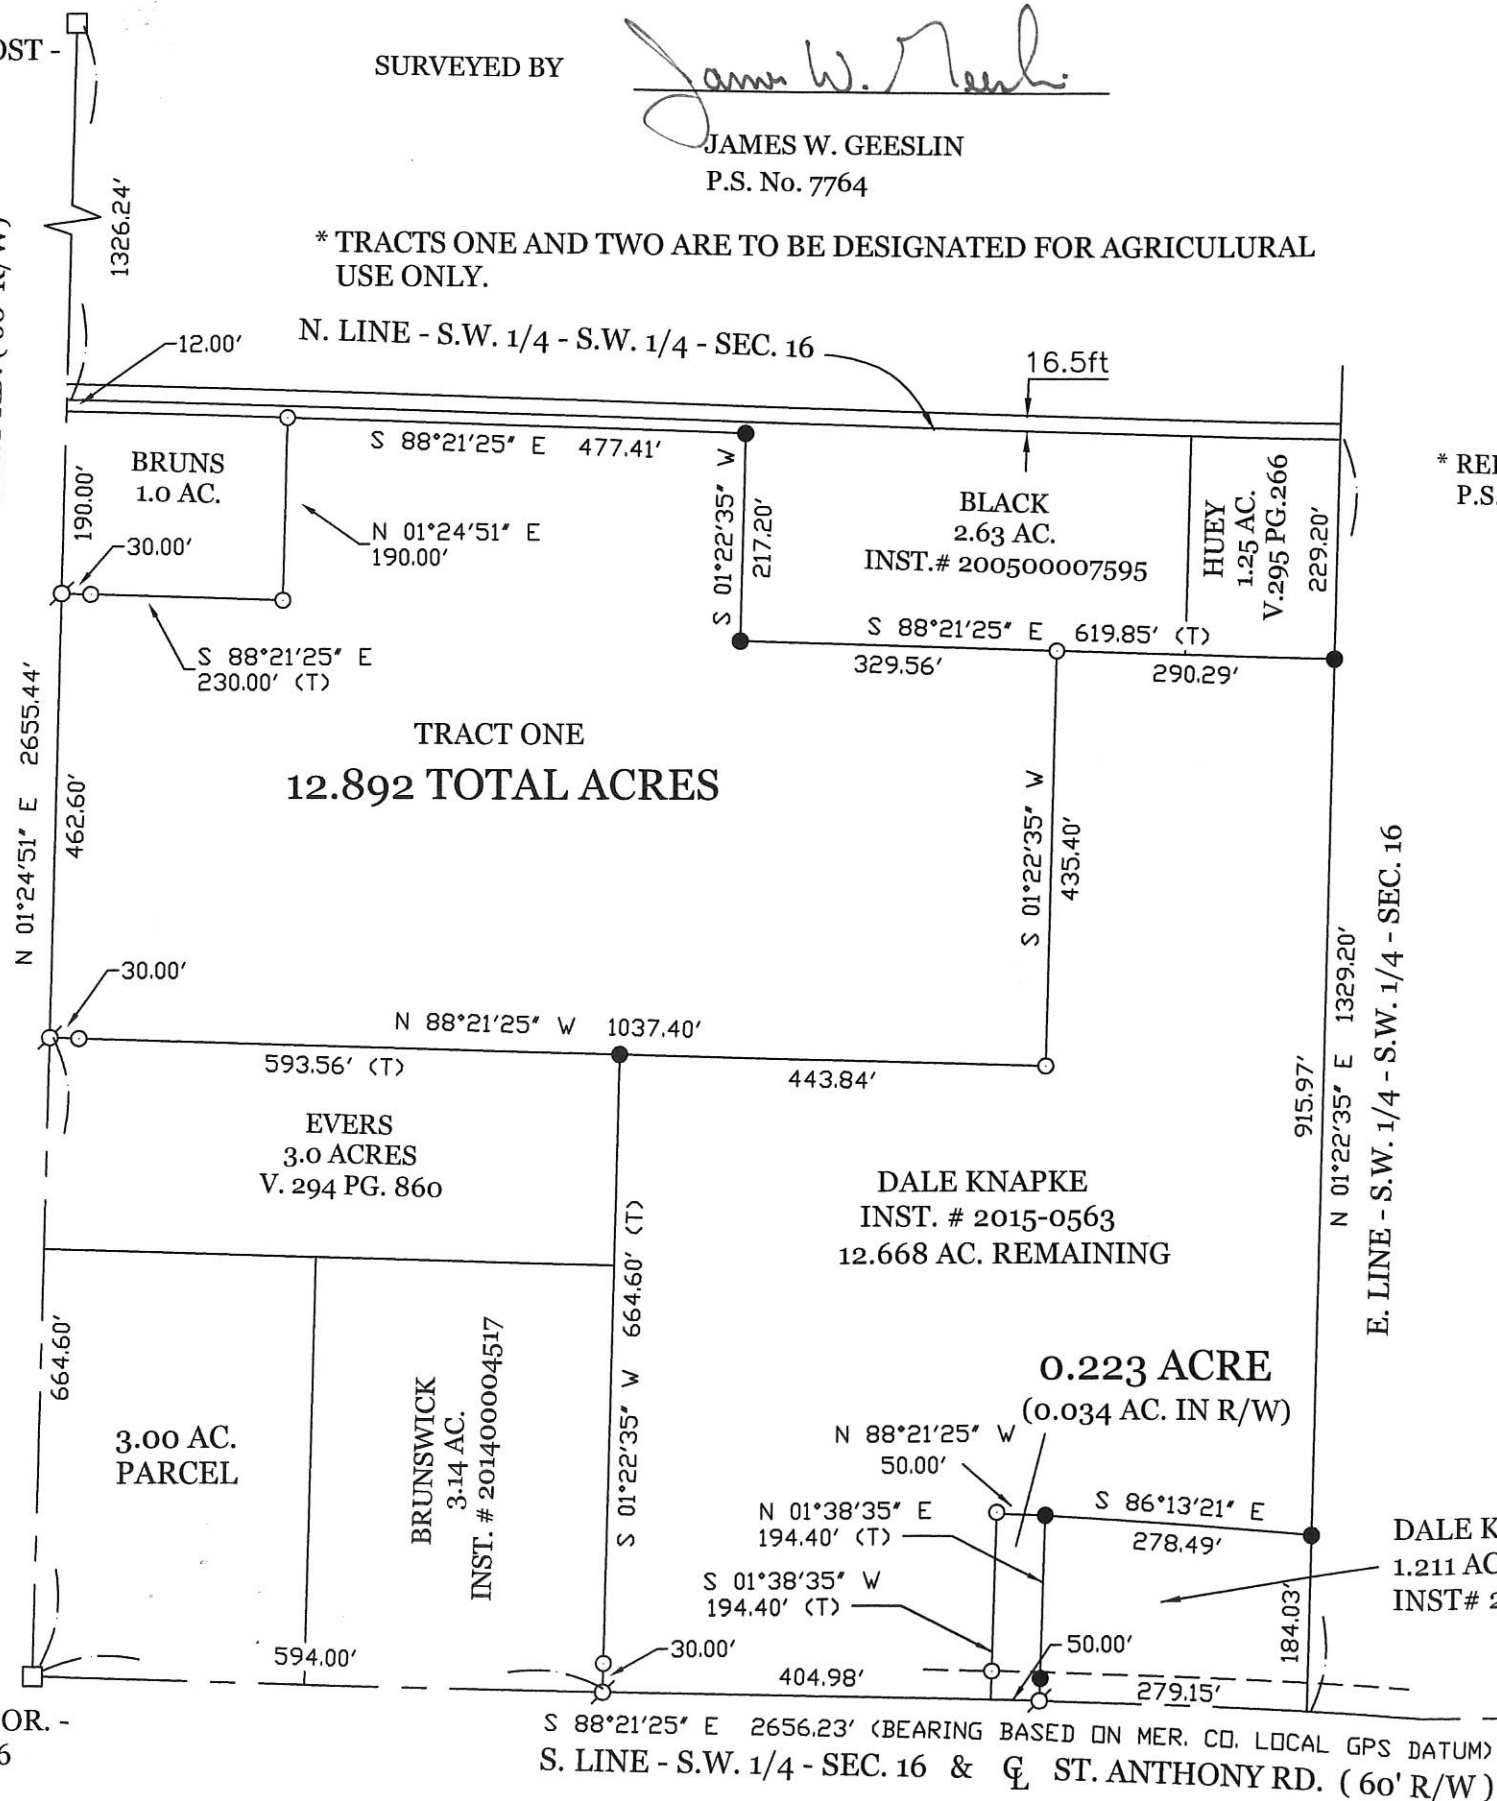 OST -
SURVEYED BY
James W. Geeslin
JAMES W. GEESLIN
P.S. No. 7764
1326.24'
* TRACTS ONE AND TWO ARE TO BE DESIGNATED FOR AGRICULURAL
USE ONLY.
12.00'
N. LINE - S.W. 1/4 - S.W. 1/4 - SEC. 16
16.5ft
S 88°21'25" E 477.41'
BRUNS
1.0 AC.
190.00'
30.00'
N 01°24'51" E
190.00'
S 88°21'25" E
230.00' (T)
S 01°22'35" W
217.20'
BLACK
2.63 AC.
INST.# 200500007595
HUEY
1.25 AC.
V.295 PG.266
229.20'
P.S.
S 88°21'25" E 619.85' (T)
329.56'
290.29'
N 01°24'51" E 2655.44'
462.60'
TRACT ONE
12.892 TOTAL ACRES
S 01°22'35" W
435.40'
30.00'
N 88°21'25" W 1037.40'
593.56' (T)
443.84'
EVERS
3.0 ACRES
V. 294 PG. 860
DALE KNAPKE
INST. # 2015-0563
12.668 AC. REMAINING
915.97'
N 01°22'35" E 1329.20'
E. LINE - S.W. 1/4 - S.W. 1/4 - SEC. 16
664.60'
3.00 AC.
PARCEL
BRUNSWICK
3.14 AC.
INST. # 201400004517
S 01°22'35" W 664.60' (T)
0.223 ACRE
(0.034 AC. IN R/W)
N 88°21'25" W
50.00'
N 01°38'35" E
194.40' (T)
S 01°38'35" W
194.40' (T)
S 86°13'21" E
278.49'
DALE K
1.211 AC
INST# 2
184.03'
594.00'
30.00'
404.98'
50.00'
279.15'
OR. -
6
S 88°21'25" E 2656.23' (BEARING BASED ON MER. CO. LOCAL GPS DATUM)
S. LINE - S.W. 1/4 - SEC. 16 & ℄ ST. ANTHONY RD. ( 60' R/W )